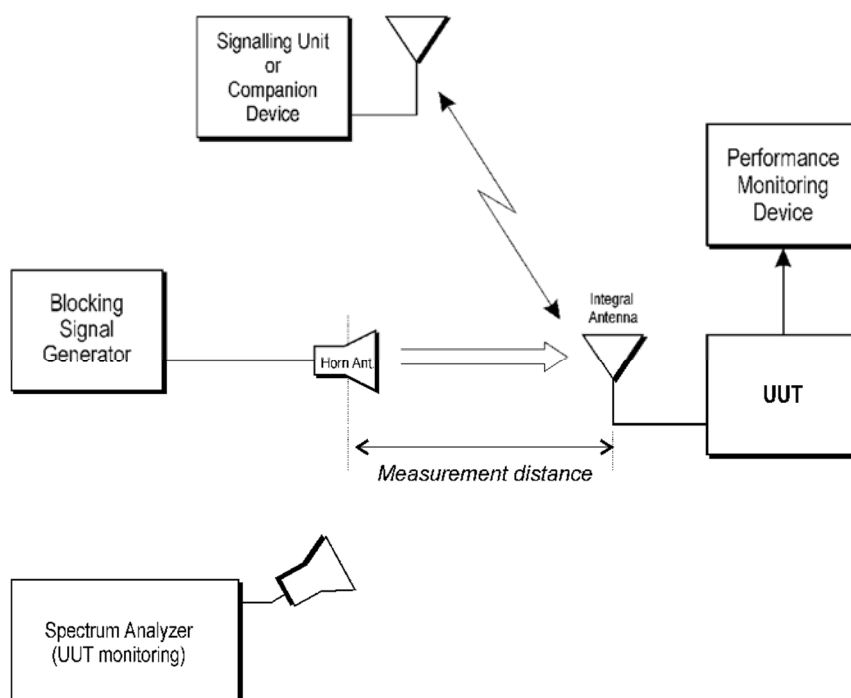 Signalling Unit
or
Companion
Device
Performance
Monitoring
Device
Blocking
Signal
Generator
Horn Ant.
Integral
Antenna
UUT
Measurement distance
Spectrum Analyzer
(UUT monitoring)